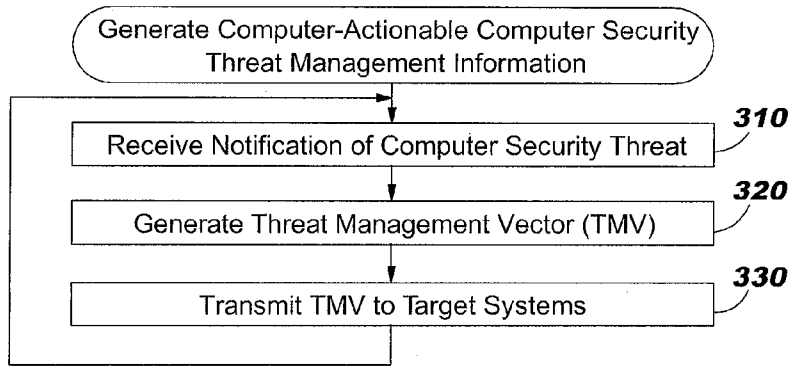 Generate Computer-Actionable Computer Security
Threat Management Information
310
Receive Notification of Computer Security Threat
320
Generate Threat Management Vector (TMV)
330
Transmit TMV to Target Systems